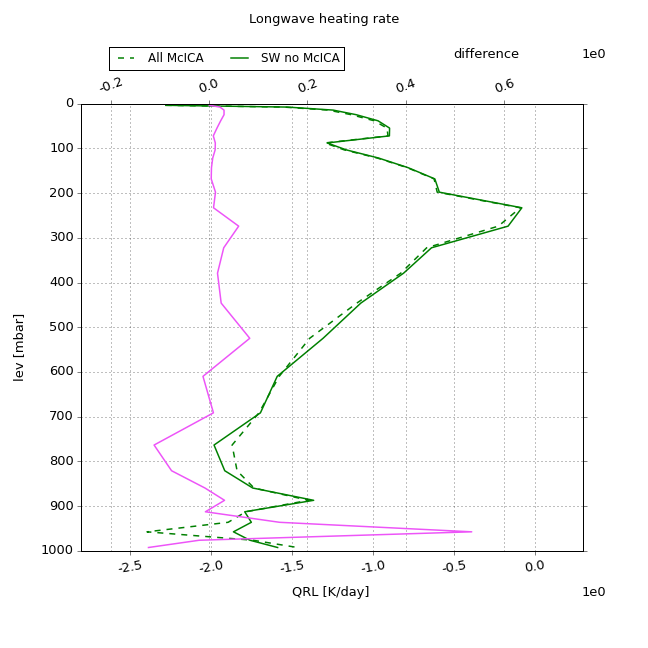 Longwave heating rate
All McICA SW no McICA difference 1e0
-0.2 0.0 0.2 0.4 0.6
0
100
200
300
400
500
600
700
800
900
1000
lev [mbar]
-2.5 -2.0 -1.5 -1.0 -0.5 0.0
QRL [K/day] 1e0